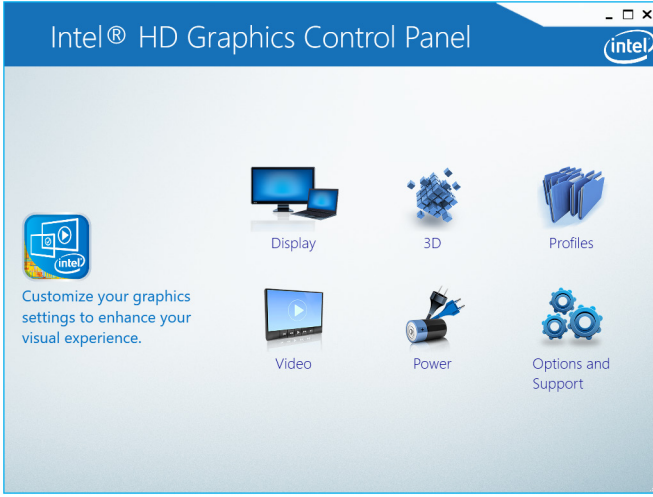 Intel® HD Graphics Control Panel
intel
Display
3D
Profiles
intel
Customize your graphics
settings to enhance your
visual experience.
Video
Power
Options and
Support